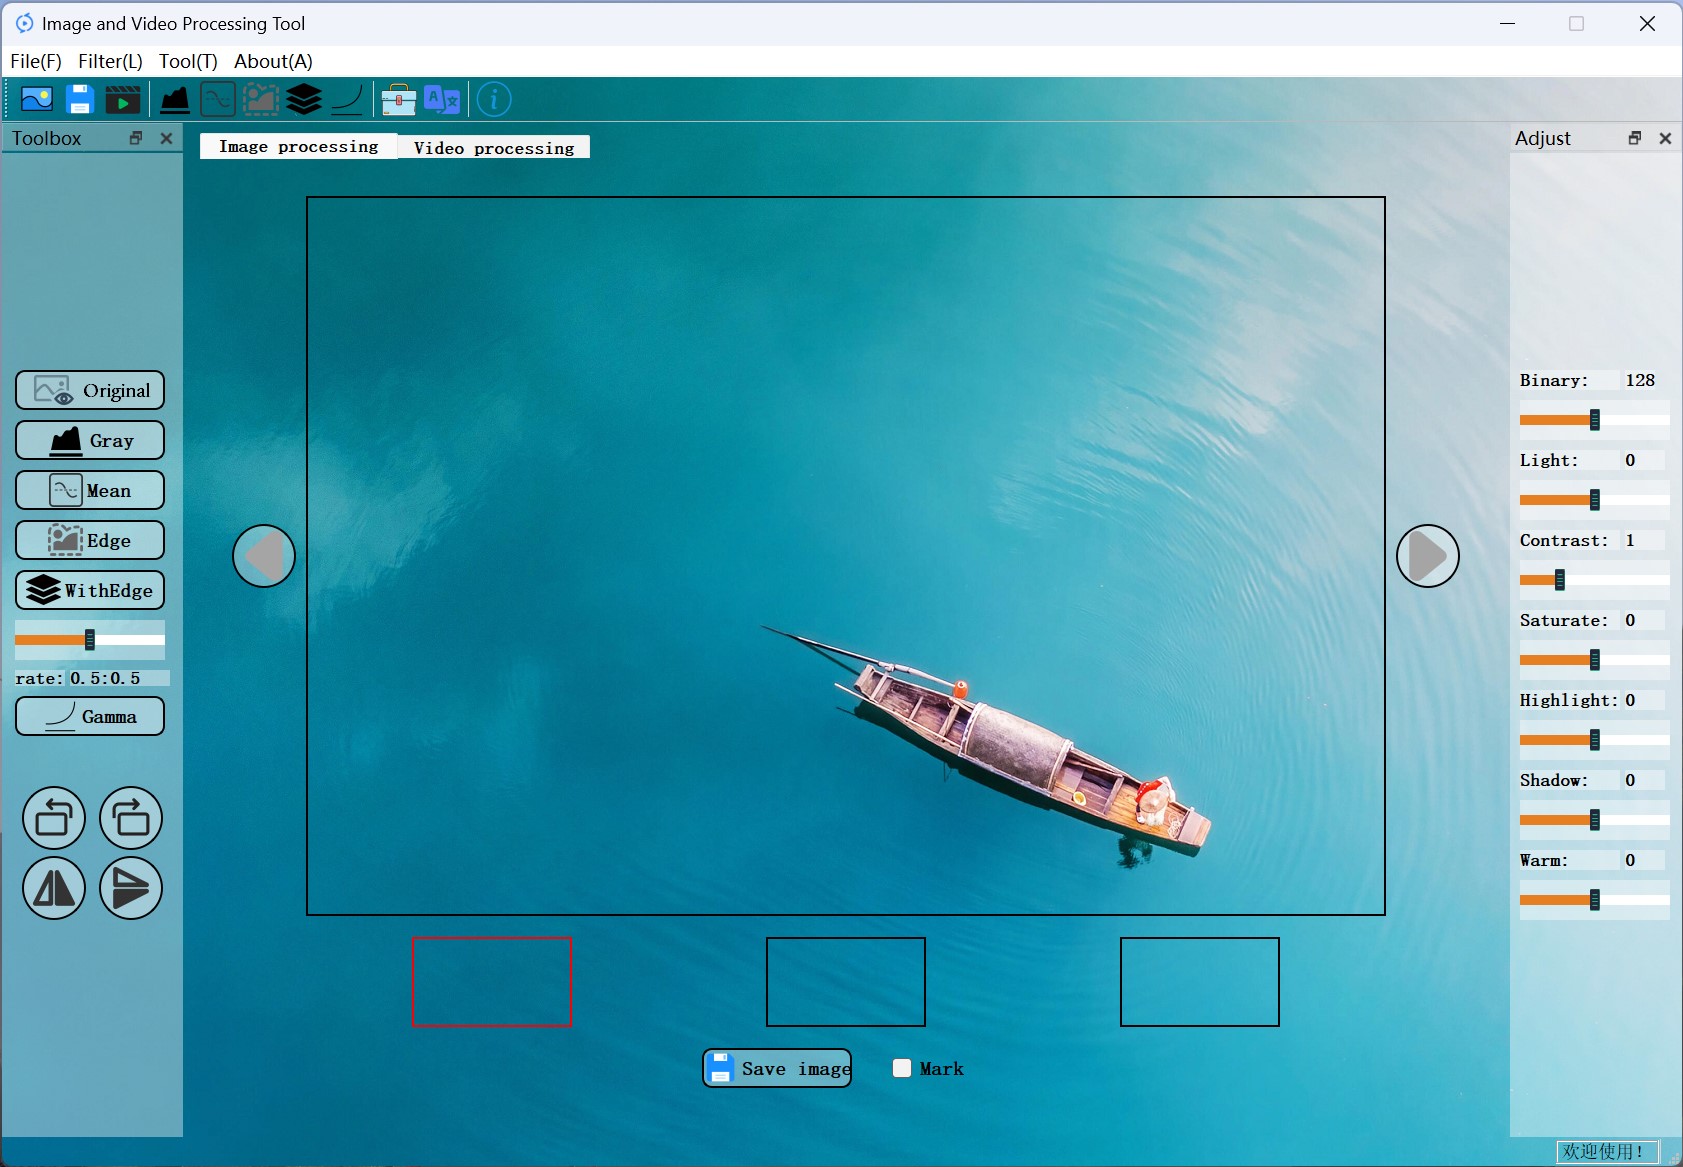 Image and Video Processing Tool
File(F) Filter(L) Tool(T) About(A)
Toolbox
Image processing
Video processing
Adjust
Original
Gray
Mean
Edge
WithEdge
rate: 0.5:0.5
Gamma
Binary: 128
Light: 0
Contrast: 1
Saturate: 0
Highlight: 0
Shadow: 0
Warm: 0
Save image
Mark
欢迎使用！